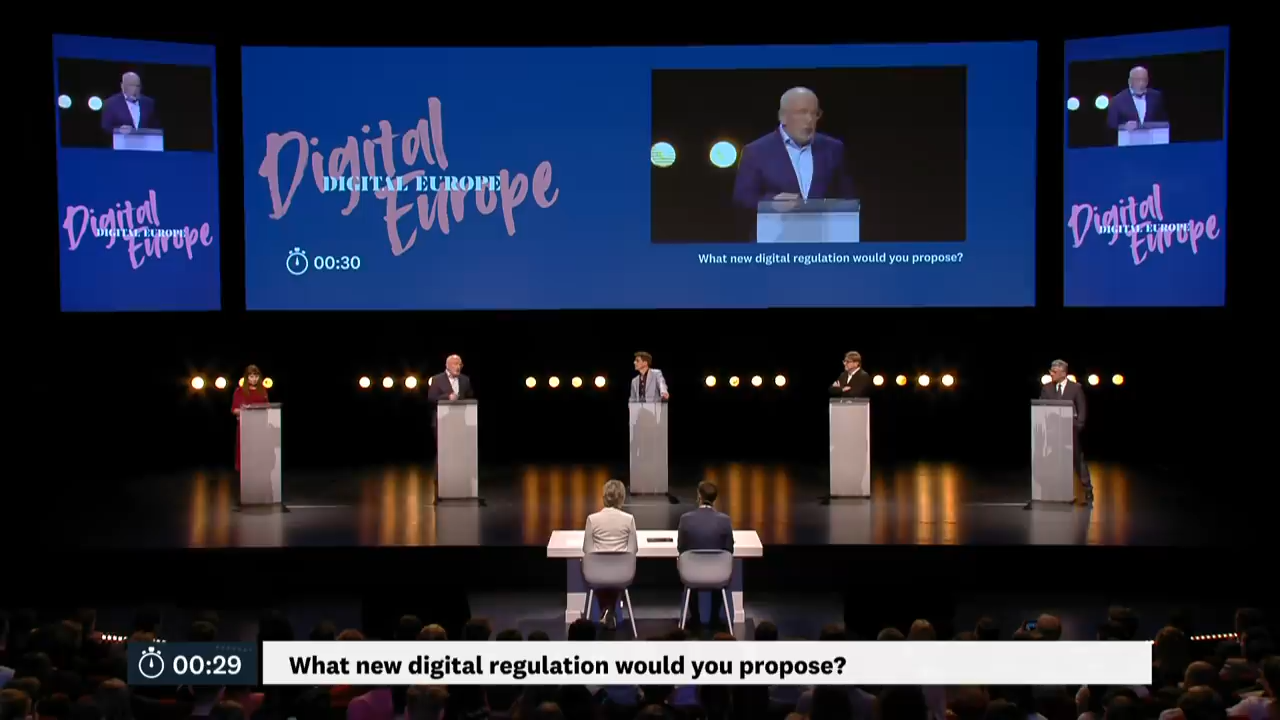 Digital
Europe
DIGITAL EUROPE
Digital
Europe
DIGITAL EUROPE
00:30
What new digital regulation would you propose?
Digital
Europe
DIGITAL EUROPE
00:29
What new digital regulation would you propose?